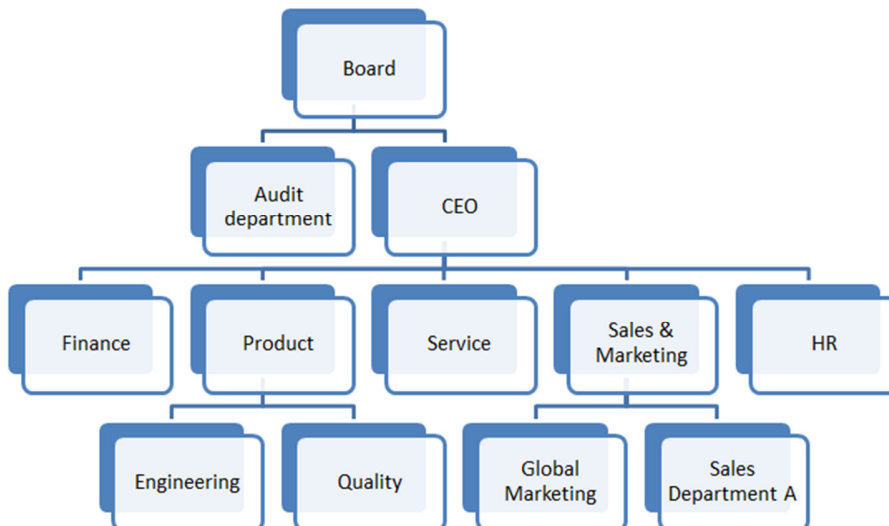 Board
Audit
department
CEO
Finance
Product
Service
Sales &
Marketing
HR
Engineering
Quality
Global
Marketing
Sales
Department A